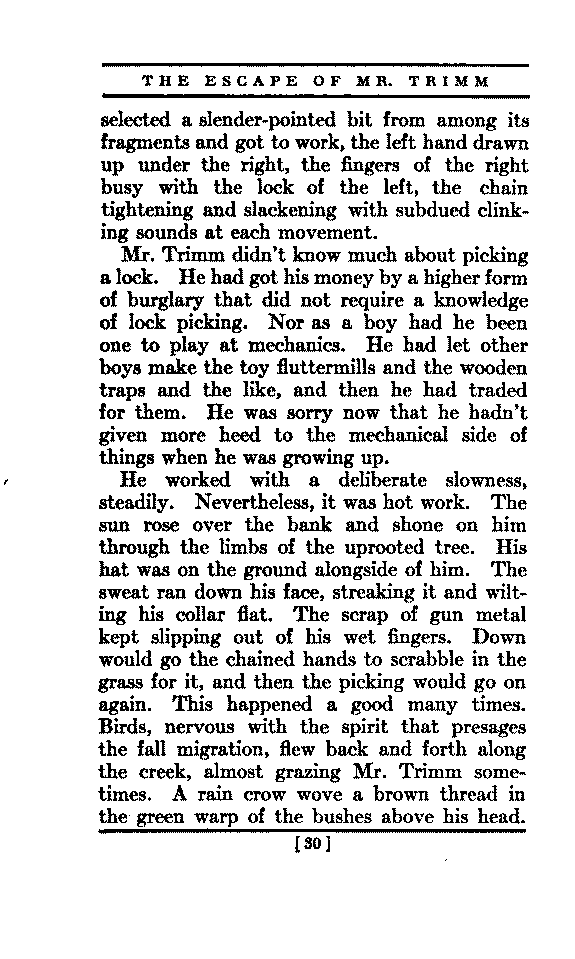 THE ESCAPE OF MR. TRIMM
selected a slender-pointed bit from among its
fragments and got to work, the left hand drawn
up under the right, the fingers of the right
busy with the lock of the left, the chain
tightening and slackening with subdued clink-
ing sounds at each movement.
Mr. Trimm didn't know much about picking
a lock. He had got his money by a higher form
of burglary that did not require a knowledge
of lock picking. Nor as a boy had he been
one to play at mechanics. He had let other
boys make the toy fluttermills and the wooden
traps and the like, and then he had traded
for them. He was sorry now that he hadn't
given more heed to the mechanical side of
things when he was growing up.
He worked with a deliberate slowness,
steadily. Nevertheless, it was hot work. The
sun rose over the bank and shone on him
through the limbs of the uprooted tree. His
hat was on the ground alongside of him. The
sweat ran down his face, streaking it and wilt-
ing his collar flat. The scrap of gun metal
kept slipping out of his wet fingers. Down
would go the chained hands to scrabble in the
grass for it, and then the picking would go on
again. This happened a good many times.
Birds, nervous with the spirit that presages
the fall migration, flew back and forth along
the creek, almost grazing Mr. Trimm some-
times. A rain crow wove a brown thread in
the green warp of the bushes above his head.
[30]